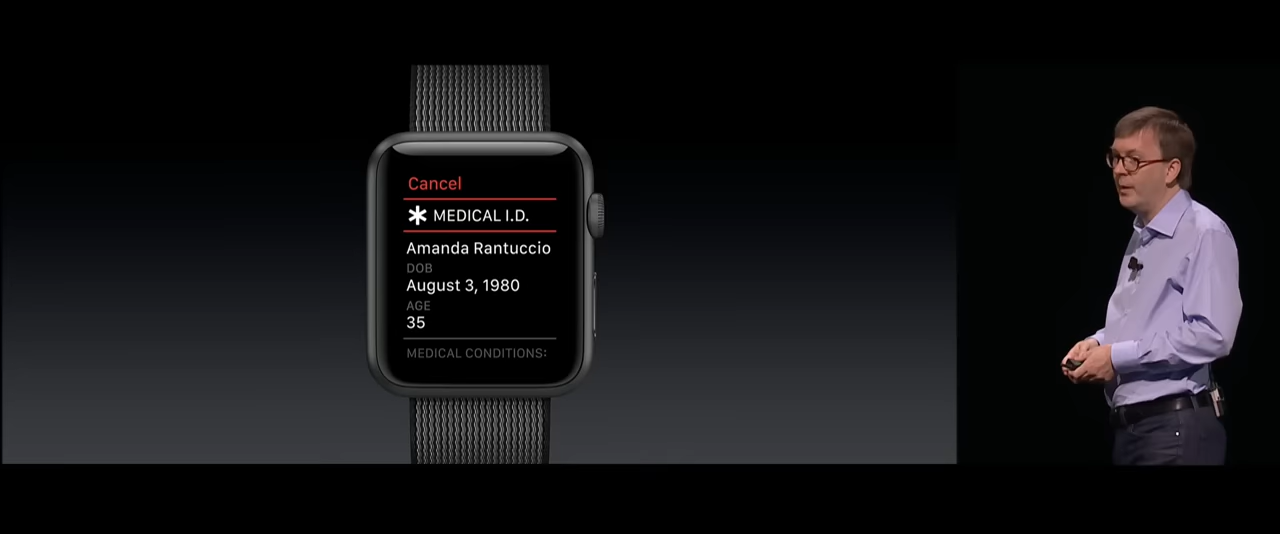 Cancel
* MEDICAL I.D.
Amanda Rantuccio
DOB
August 3, 1980
AGE
35
MEDICAL CONDITIONS: